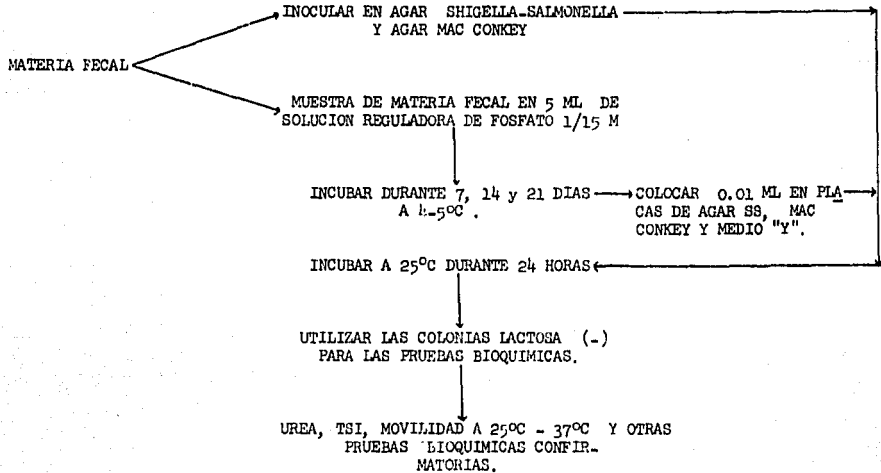 INOCULAR EN AGAR SHIGELLA-SALMONELLA
Y AGAR MAC CONKEY
MATERIA FECAL
MUESTRA DE MATERIA FECAL EN 5 ML DE
SOLUCION REGULADORA DE FOSFATO 1/15 M
INCUBAR DURANTE 7, 14 y 21 DÍAS
A 4-5ºC.
COLOCAR 0.01 ML EN PLA
CAS DE AGAR SS, MAC
CONKEY Y MEDIO "Y".
INCUBAR A 25ºC DURANTE 24 HORAS
UTILIZAR LAS COLONIAS LACTOSA (-)
PARA LAS PRUEBAS BIOQUIMICAS.
UREA, TSI, MOVILIDAD A 25ºC - 37ºC Y OTRAS
PRUEBAS BIOQUIMICAS CONFIR-
MATORIAS.